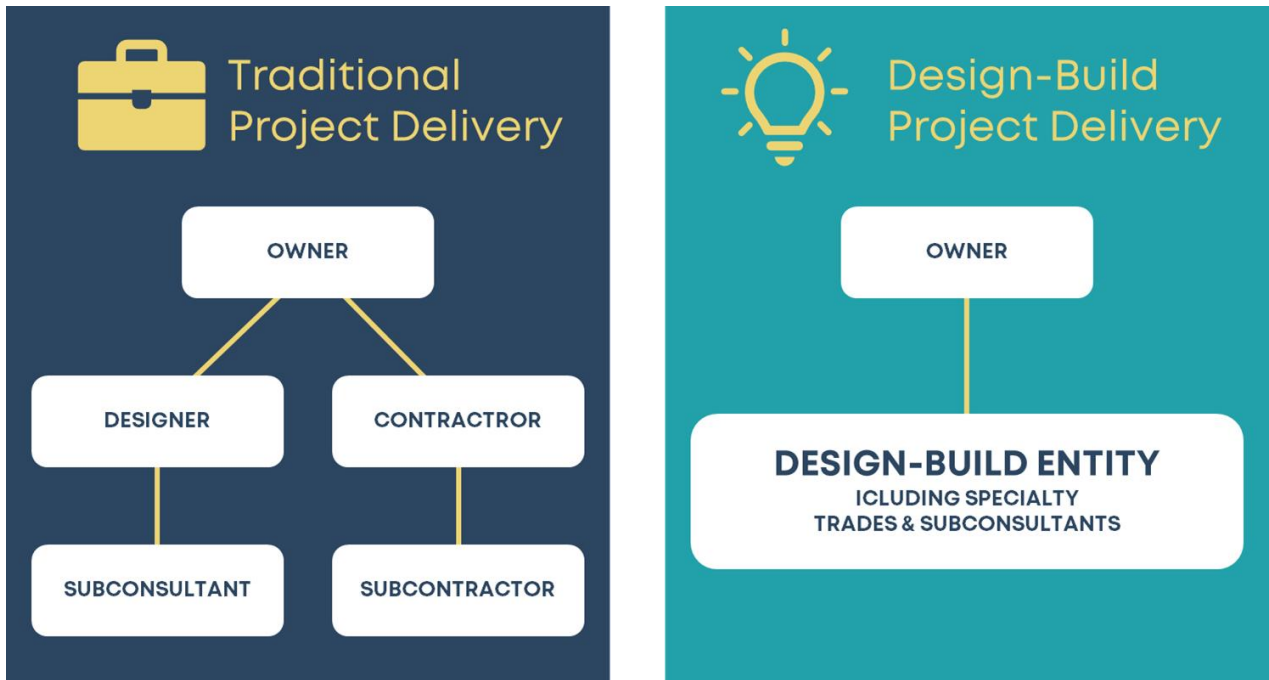 Traditional
Project Delivery
OWNER
DESIGNER
CONTRACTROR
SUBCONSULTANT
SUBCONTRACTOR
Design-Build
Project Delivery
OWNER
DESIGN-BUILD ENTITY
ICLUDING SPECIALTY
TRADES & SUBCONSULTANTS